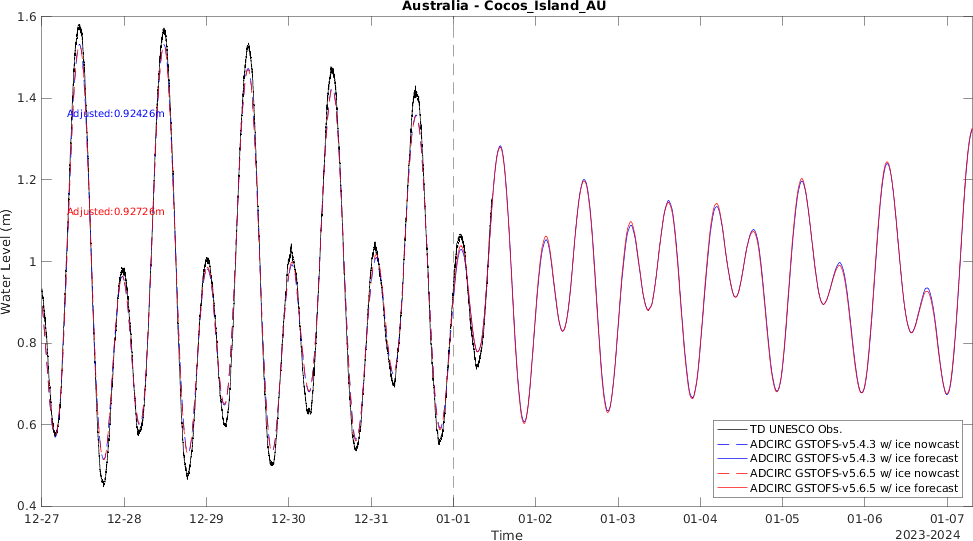 Australia - Cocos_Island_AU
Water Level (m)
1.6
1.4
1.2
1
0.8
0.6
0.4
Adjusted:0.92426m
Adjusted:0.92726m
TD UNESCO Obs.
ADCIRC GSTOFS-v5.4.3 w/ ice nowcast
ADCIRC GSTOFS-v5.4.3 w/ ice forecast
ADCIRC GSTOFS-v5.6.5 w/ ice nowcast
ADCIRC GSTOFS-v5.6.5 w/ ice forecast
12-27 12-28 12-29 12-30 12-31 01-01 01-02 01-03 01-04 01-05 01-06 01-07
Time
2023-2024